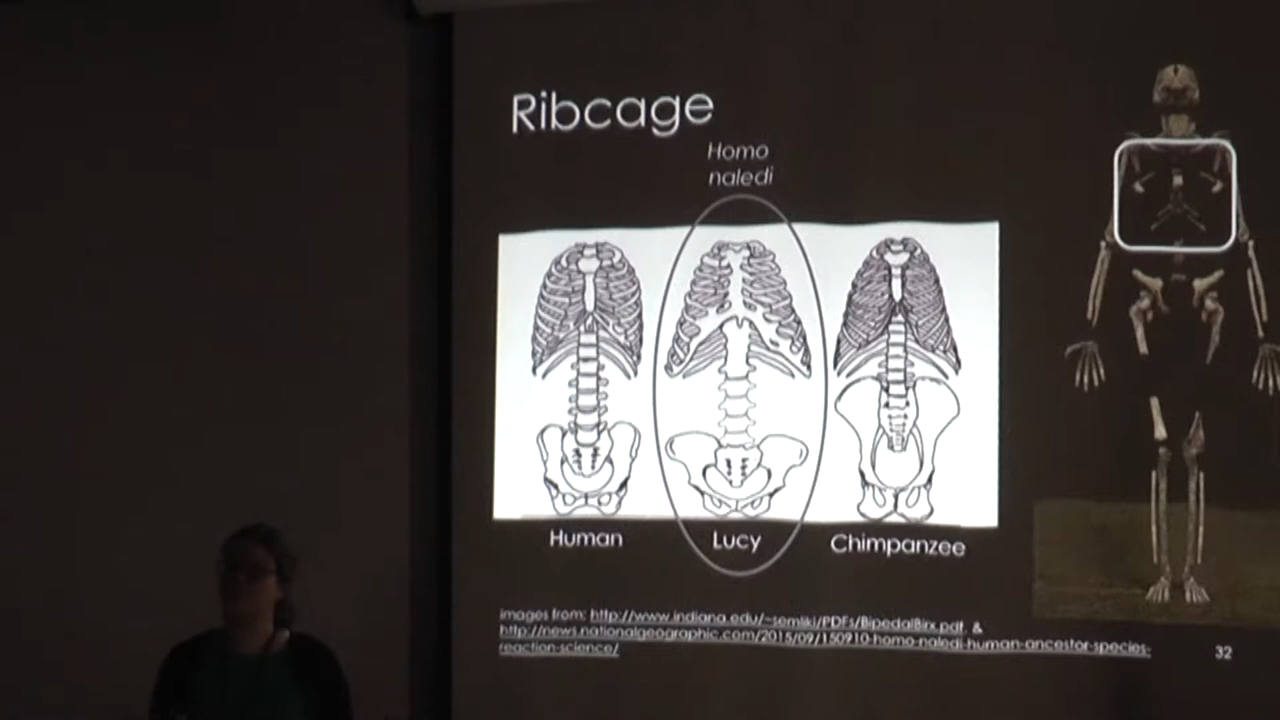 Ribcage
Homo
naledi
Human
Lucy
Chimpanzee
images from: http://www.indiana.edu/~semliki/PDFs/BipedalBirx.pdf, &
http://news.nationalgeographic.com/2015/09/150910-homo-naledi-human-ancestor-species-
reaction-science/
32